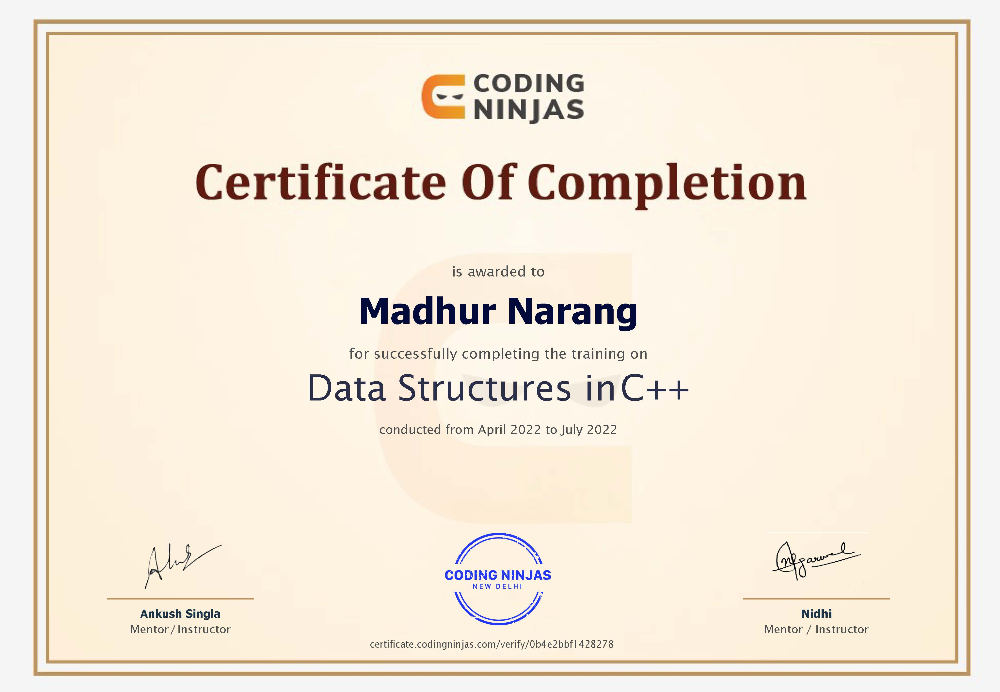 CODING
NINJAS
Certificate Of Completion
is awarded to
Madhur Narang
for successfully completing the training on
Data Structures in C++
conducted from April 2022 to July 2022
CODING NINJAS
NEW DELHI
Agarwal
Ankush Singla
Mentor / Instructor
Nidhi
Mentor / Instructor
certificate.codingninjas.com/verify/0b4e2bbf1428278